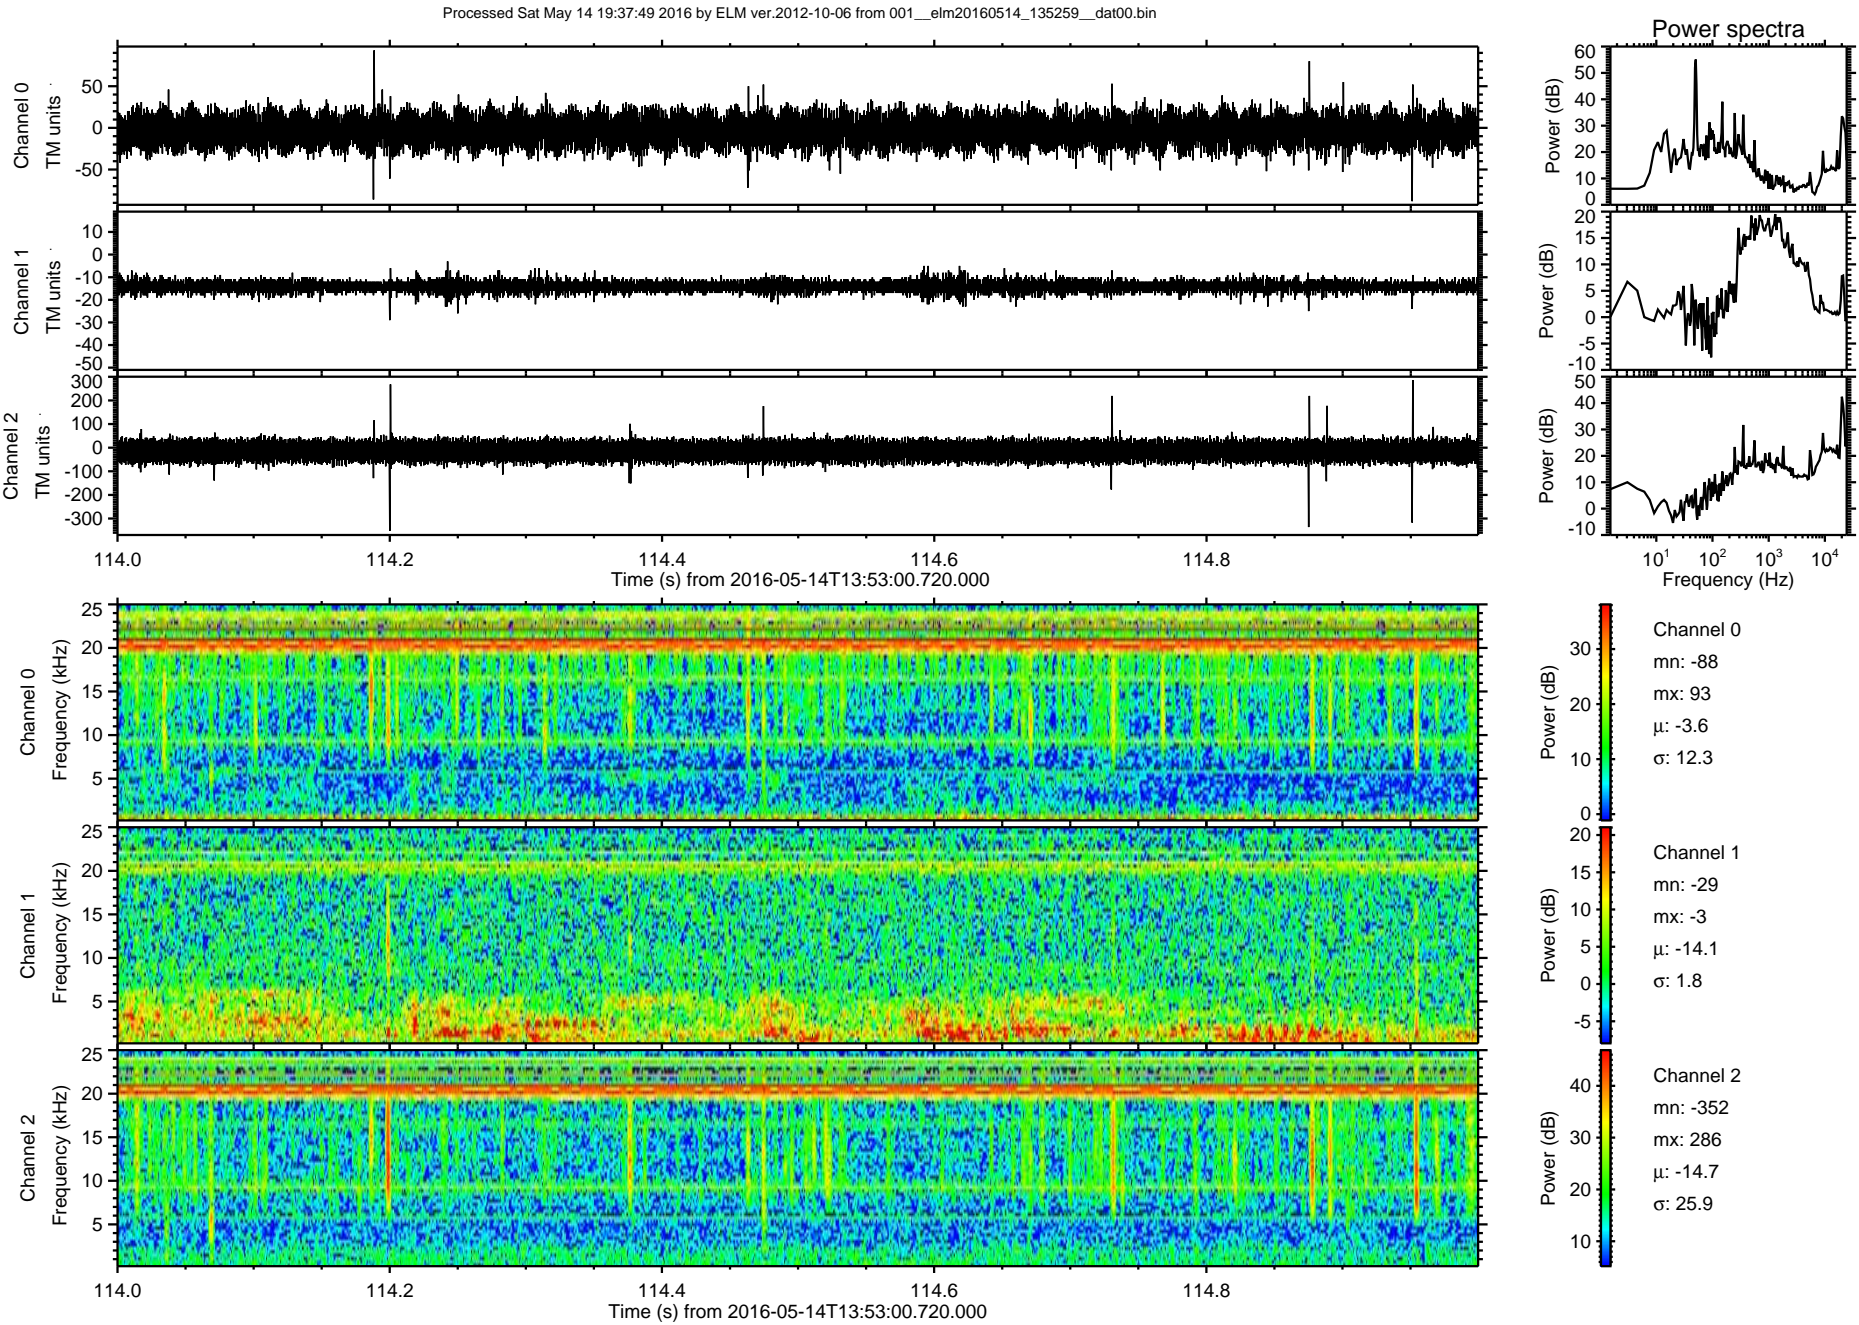 Processed Sat May 14 19:37:49 2016 by ELM ver.2012-10-06 from 001__elm20160514_135259__dat00.bin
Power spectra
Channel 0
TM units
50
0
-50
Power (dB)
60
50
40
30
20
10
0
Channel 1
TM units
10
0
-10
-20
-30
-40
-50
Power (dB)
20
15
10
5
0
-5
-10
Channel 2
TM units
300
200
100
0
-100
-200
-300
Power (dB)
50
40
30
20
10
0
-10
114.0 114.2 114.4 114.6 114.8
Time (s) from 2016-05-14T13:53:00.720.000
10^1 10^2 10^3 10^4
Frequency (Hz)
Channel 0
Frequency (kHz)
25
20
15
10
5
Power (dB)
30
20
10
0
Channel 0
mn: -88
mx: 93
μ: -3.6
σ: 12.3
Channel 1
Frequency (kHz)
25
20
15
10
5
Power (dB)
20
15
10
5
0
-5
Channel 1
mn: -29
mx: -3
μ: -14.1
σ: 1.8
Channel 2
Frequency (kHz)
25
20
15
10
5
Power (dB)
40
30
20
10
Channel 2
mn: -352
mx: 286
μ: -14.7
σ: 25.9
114.0 114.2 114.4 114.6 114.8
Time (s) from 2016-05-14T13:53:00.720.000